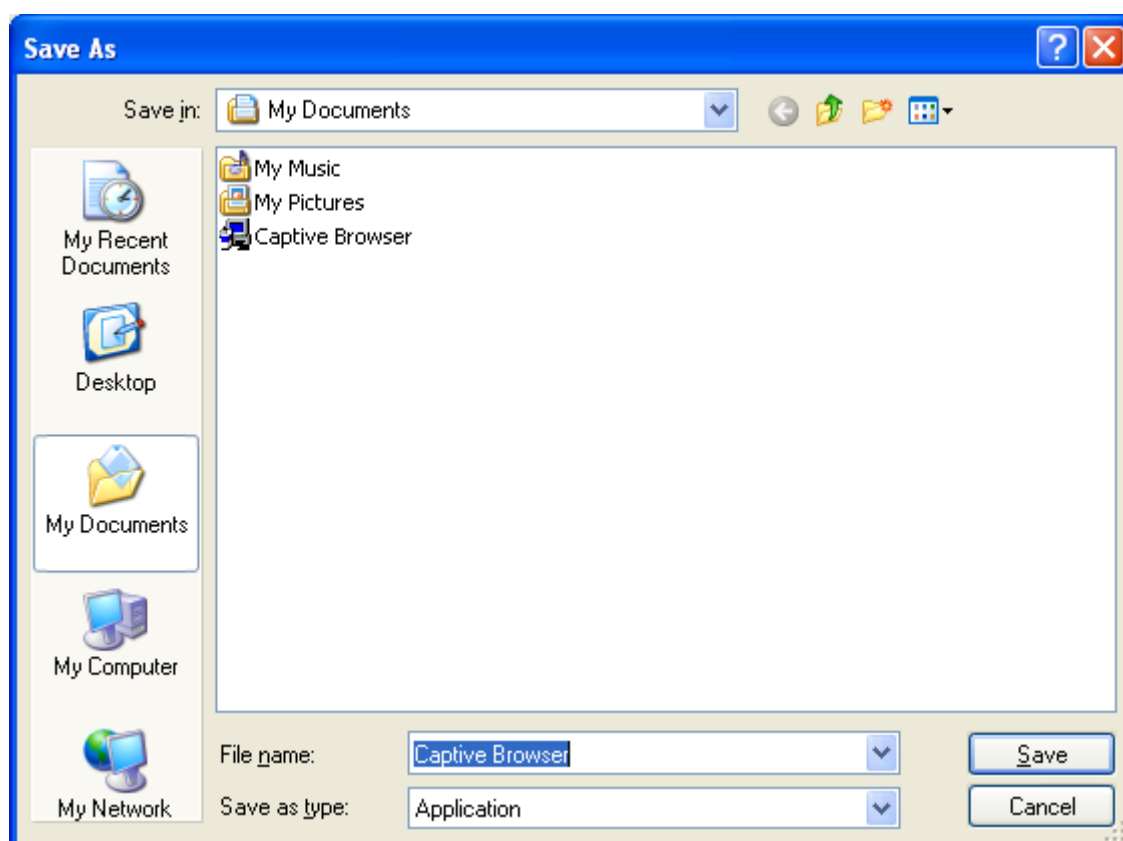 Save As
Save in: My Documents
My Music
My Pictures
Captive Browser
My Recent
Documents
Desktop
My Documents
My Computer
My Network
File name: Captive Browser Save
Save as type: Application Cancel